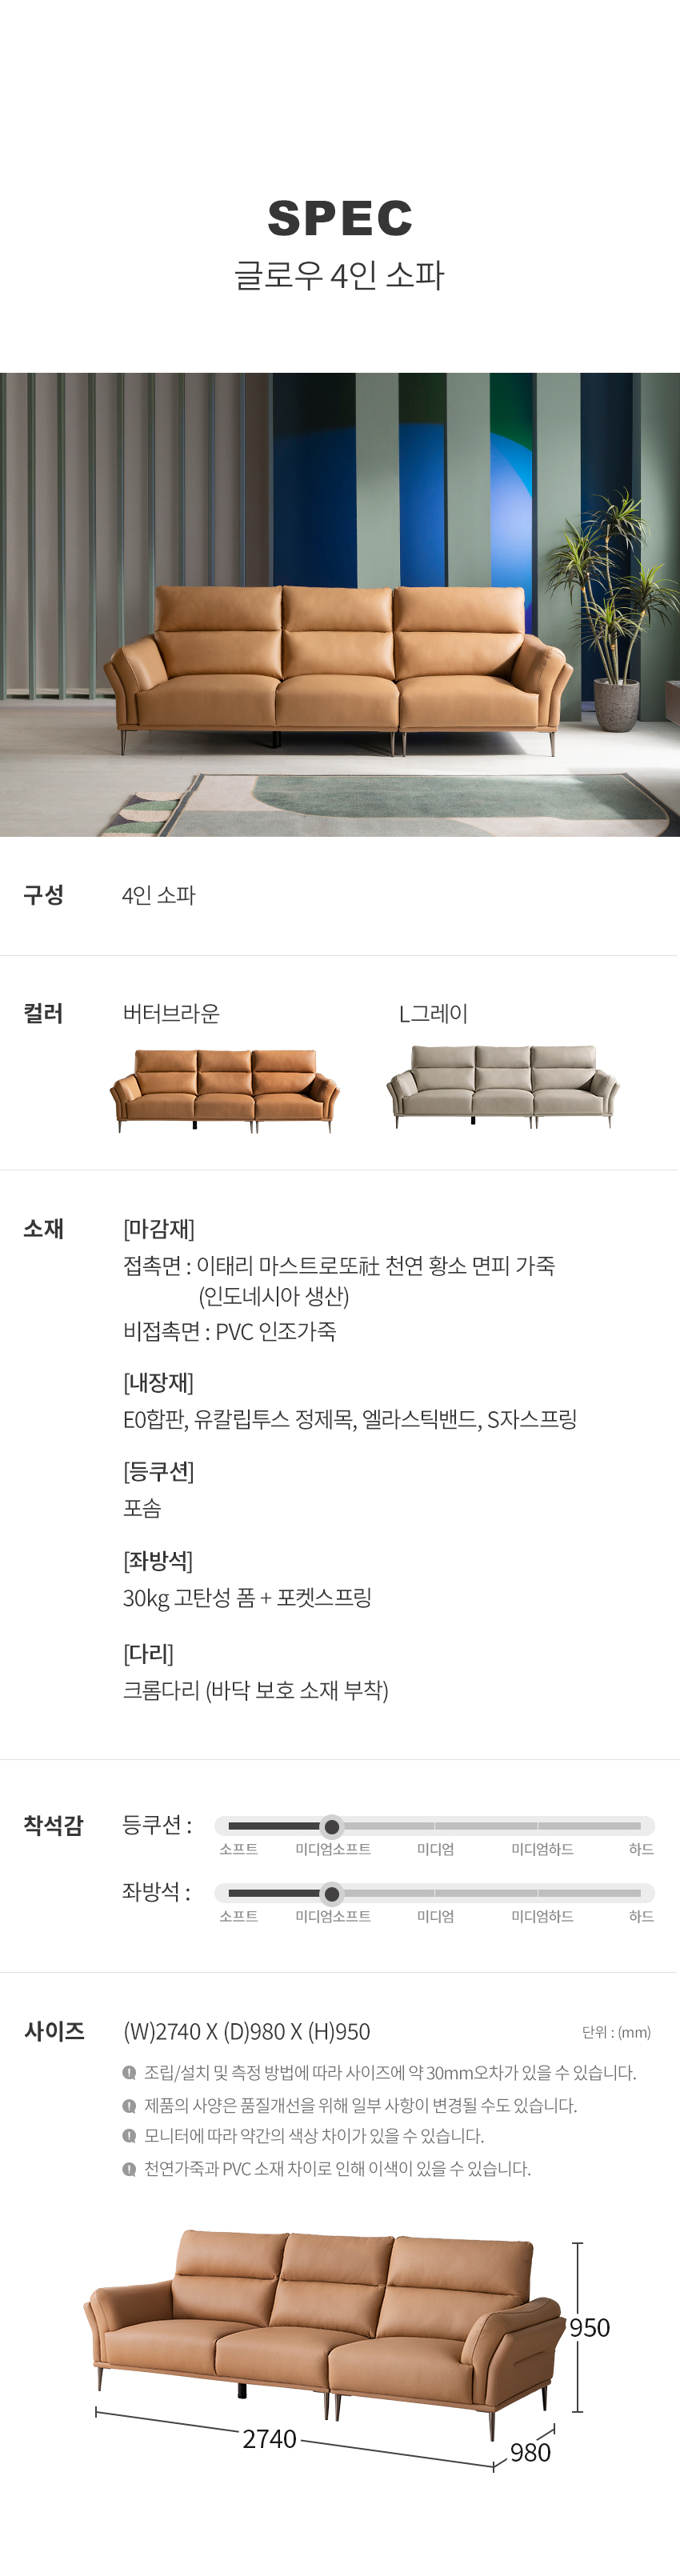 SPEC
글로우 4인 소파
구성 4인 소파
컬러 버터브라운 L그레이
소재 [마감재]
접촉면 : 이태리 마스트로또社 천연 황소 면피 가죽
(인도네시아 생산)
비접촉면 : PVC 인조가죽
[내장재]
E0합판, 유칼립투스 정제목, 엘라스틱밴드, S자스프링
[등쿠션]
포솜
[좌방석]
30kg 고탄성 폼 + 포켓스프링
[다리]
크롬다리 (바닥 보호 소재 부착)
착석감 등쿠션 :
소프트 미디엄소프트 미디엄 미디엄하드 하드
좌방석 :
소프트 미디엄소프트 미디엄 미디엄하드 하드
사이즈 (W)2740 X (D)980 X (H)950 단위 : (mm)
조립/설치 및 측정 방법에 따라 사이즈에 약 30mm오차가 있을 수 있습니다.
제품의 사양은 품질개선을 위해 일부 사항이 변경될 수도 있습니다.
모니터에 따라 약간의 색상 차이가 있을 수 있습니다.
천연가죽과 PVC 소재 차이로 인해 이색이 있을 수 있습니다.
950
2740
980